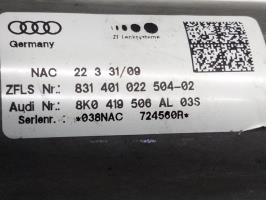 ZF Lenksysteme
Germany
NAC 22 3 31/09
ZFLS Nr.: 831 401 022 504-02
Audi Nr.: 8K0 419 506 AL 03S
Serienr.: *038NAC 724560R*